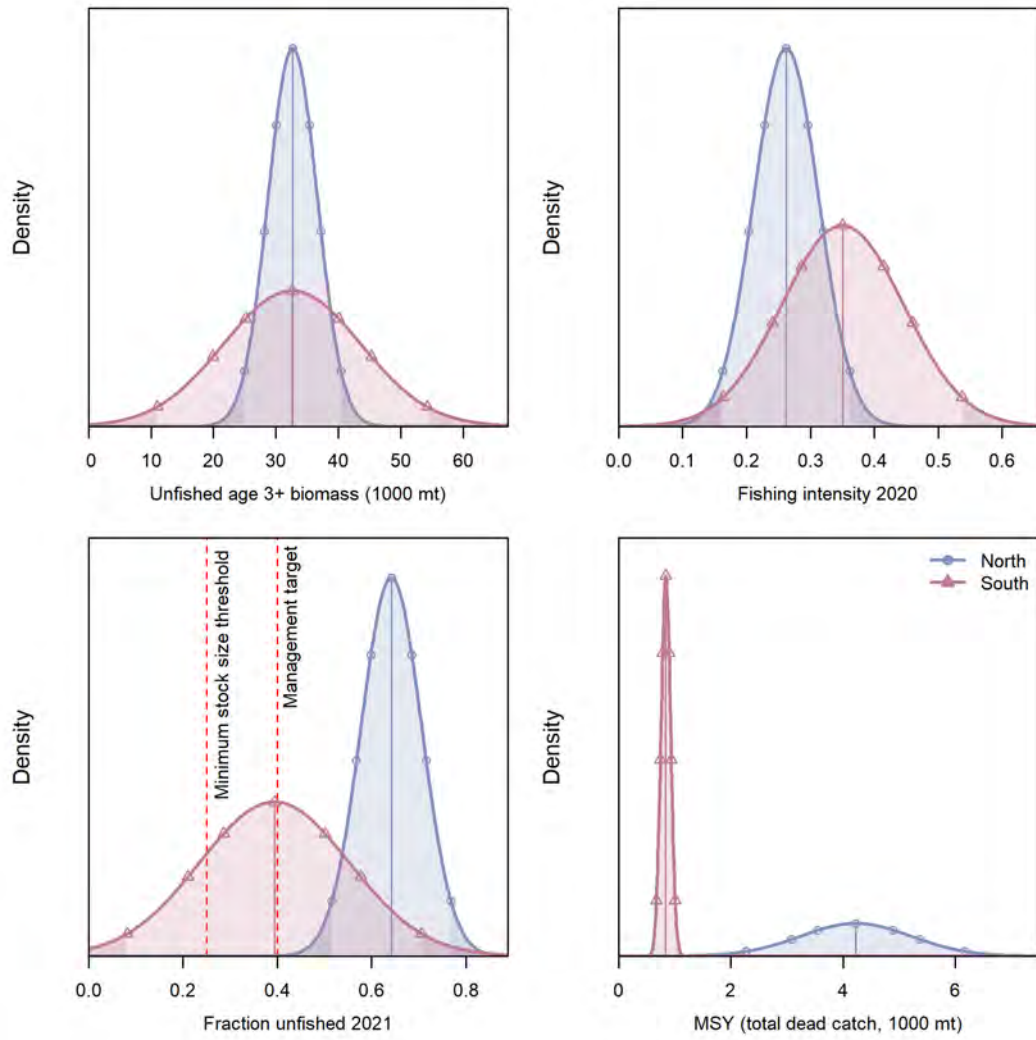 Density
0
10
20
30
40
50
60
Unfished age 3+ biomass (1000 mt)
Density
0.0
0.1
0.2
0.3
0.4
0.5
0.6
Fishing intensity 2020
Density
Minimum stock size threshold
Management target
0.0
0.2
0.4
0.6
0.8
Fraction unfished 2021
Density
North
South
0
2
4
6
MSY (total dead catch, 1000 mt)